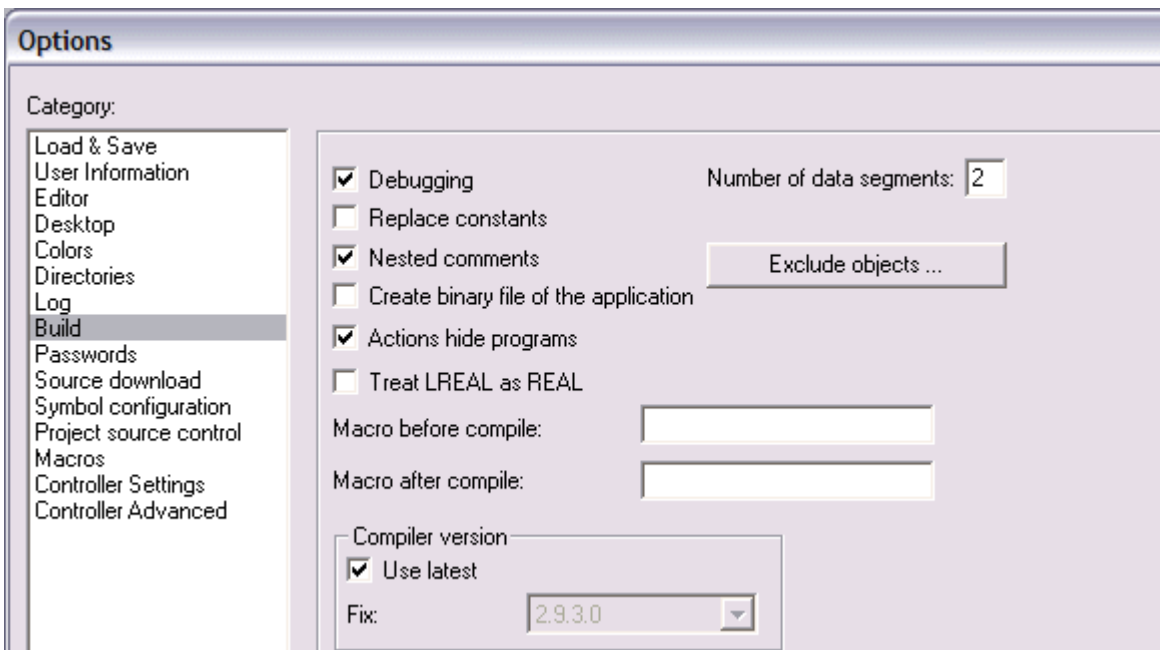 Options
Category:
Load & Save
User Information
Editor
Desktop
Colors
Directories
Log
Build
Passwords
Source download
Symbol configuration
Project source control
Macros
Controller Settings
Controller Advanced
Debugging
Number of data segments: 2
Replace constants
Nested comments
Exclude objects ...
Create binary file of the application
Actions hide programs
Treat LREAL as REAL
Macro before compile:
Macro after compile:
Compiler version
Use latest
Fix: 2.9.3.0